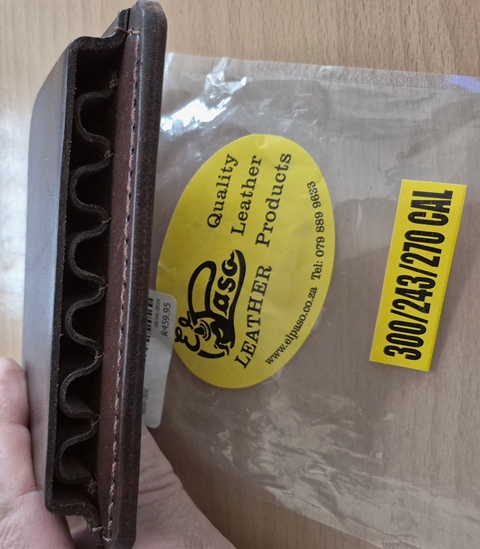 Quality
Leather
Products
El Paso
LEATHER
www.elpaso.co.za Tel: 079 889 9633
R459.95
300/243/270 CAL